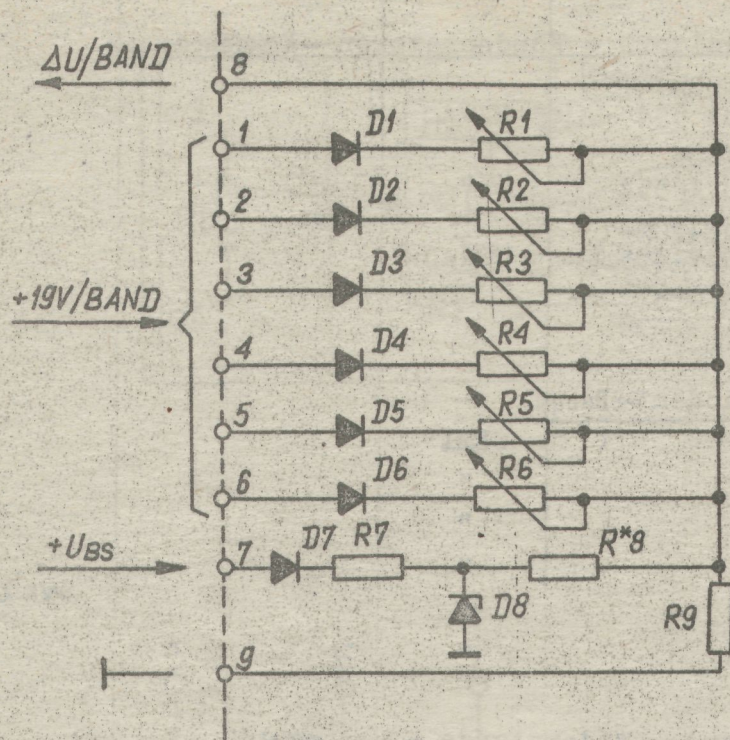 ΔU/BAND
8
1
D1
R1
2
D2
R2
3
D3
R3
+19V/BAND
4
D4
R4
5
D5
R5
6
D6
R6
+UBS
7
D7
R7
R*8
D8
R9
9